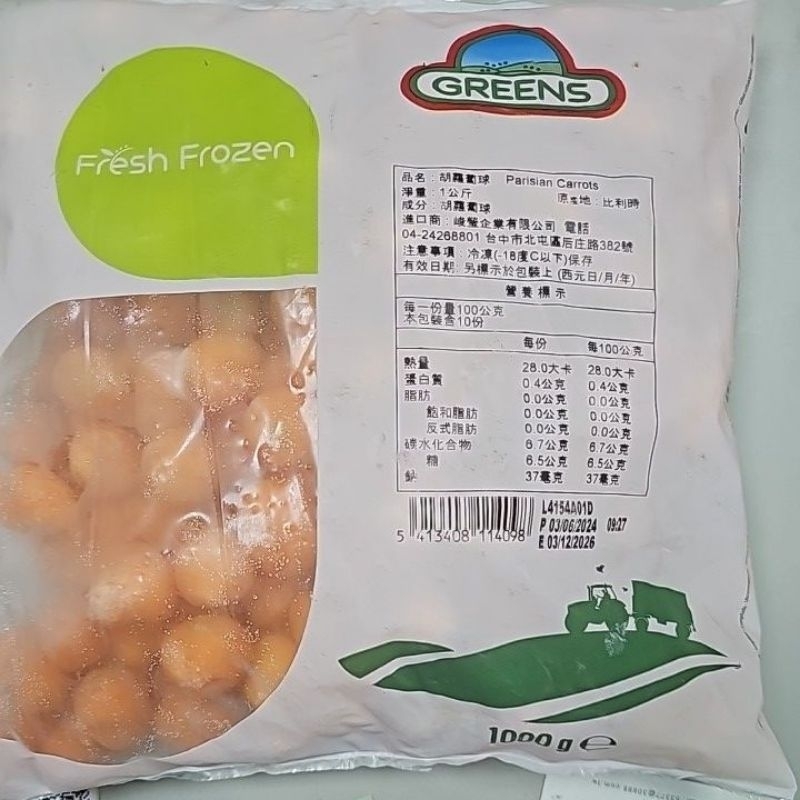 GREENS
Fresh Frozen
品名：胡蘿蔔球 Parisian Carrots
淨重：1公斤 原產地：比利時
成分：胡蘿蔔球
進口商：峻螢企業有限公司 電話
04-24268801 台中市北屯區后庄路382號
注意事項：冷凍(-18度C以下)保存
有效日期：另標示於包裝上 (西元日/月/年)
營養標示
每一份量100公克
本包裝含10份
每份 每100公克
熱量 28.0大卡 28.0大卡
蛋白質 0.4公克 0.4公克
脂肪 0.0公克 0.0公克
飽和脂肪 0.0公克 0.0公克
反式脂肪 0.0公克 0.0公克
碳水化合物 6.7公克 6.7公克
糖 6.5公克 6.5公克
鈉 37毫克 37毫克
L4154A01D
P 03/06/2024 09:27
E 03/12/2026
5 413408 114098
1000 g e